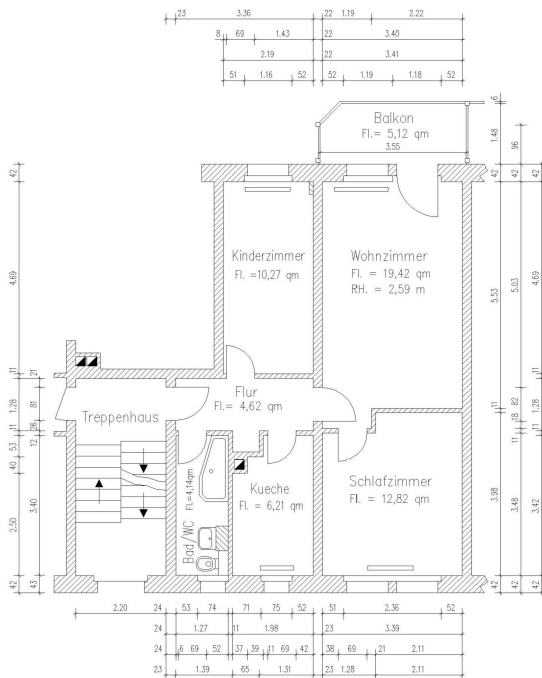 23 3.36 22 1.19 2.22
8 69 1.43 22 3.40
2.19 22 3.41
51 1.16 52 52 1.19 1.18 52
Balkon
Fl.= 5,12 qm
3.55
6
1.48
96
42 42 42 42 42
Kinderzimmer
Fl. =10,27 qm
Wohnzimmer
Fl. = 19,42 qm
RH. = 2,59 m
4.69 5.53 5.03 4.69
11 21
Flur
Fl. = 4,62 qm
Treppenhaus
1.28 81 11 82 11 1.28
11 26 18 11 11
53 12
40
2.50 3.40
Kueche
Fl. = 6,21 qm
Bad/WC
FL=4,14qm
Schlafzimmer
Fl. = 12,82 qm
3.98 3.48 3.42
42 43 42 42 42
2.20 24 53 74 71 75 52 51 2.36 52
24 1.27 11 1.98 23 3.39
24 6 69 52 37 39 11 69 42 38 69 21 2.11
23 1.39 65 1.31 23 1.28 2.11